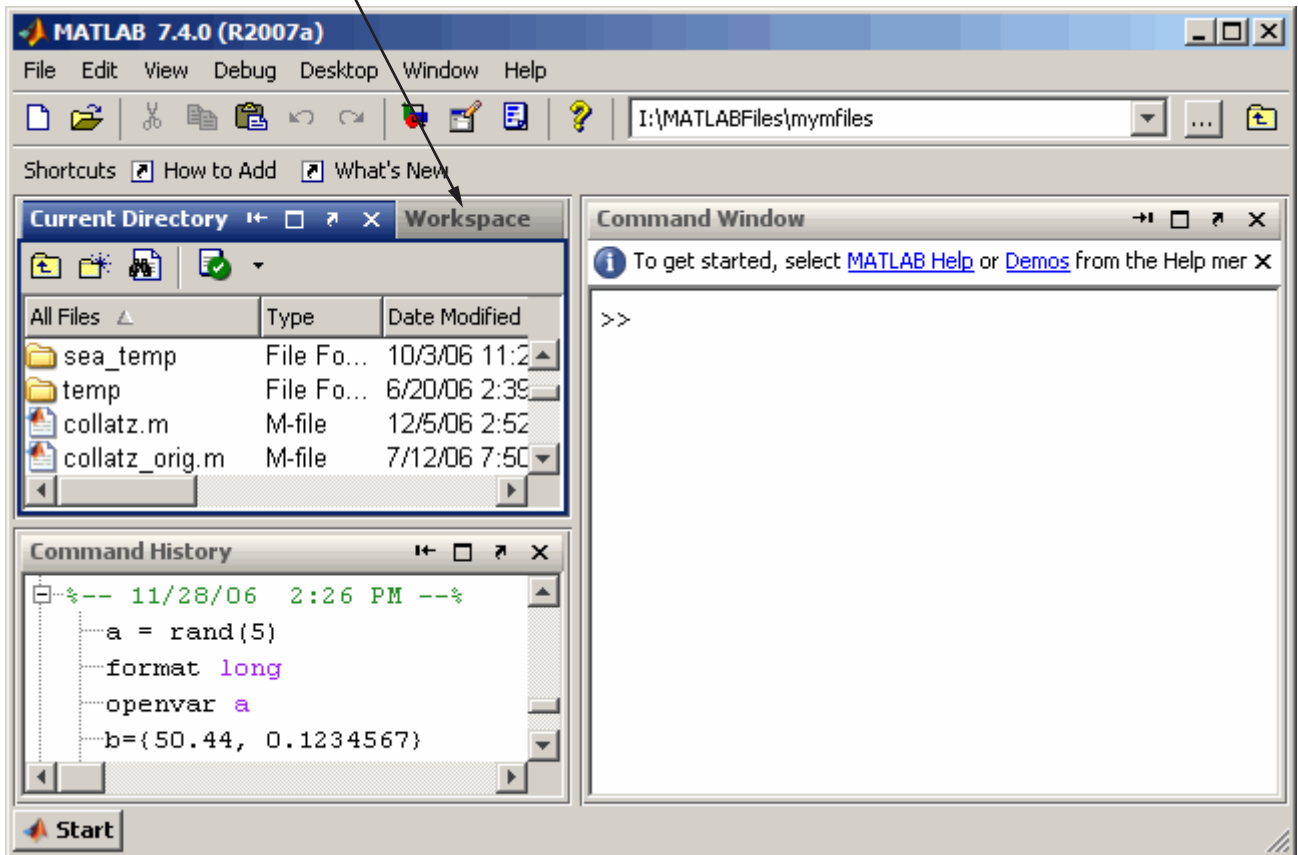 MATLAB 7.4.0 (R2007a)
File Edit View Debug Desktop Window Help
I:\MATLABFiles\mymfiles ...
Shortcuts How to Add What's New
Current Directory Workspace
All Files Type Date Modified
sea_temp File Fo... 10/3/06 11:2
temp File Fo... 6/20/06 2:39
collatz.m M-file 12/5/06 2:52
collatz_orig.m M-file 7/12/06 7:50
Command History
%-- 11/28/06 2:26 PM --%
a = rand(5)
format long
openvar a
b={50.44, 0.1234567}
Command Window
To get started, select MATLAB Help or Demos from the Help mer
>>
Start